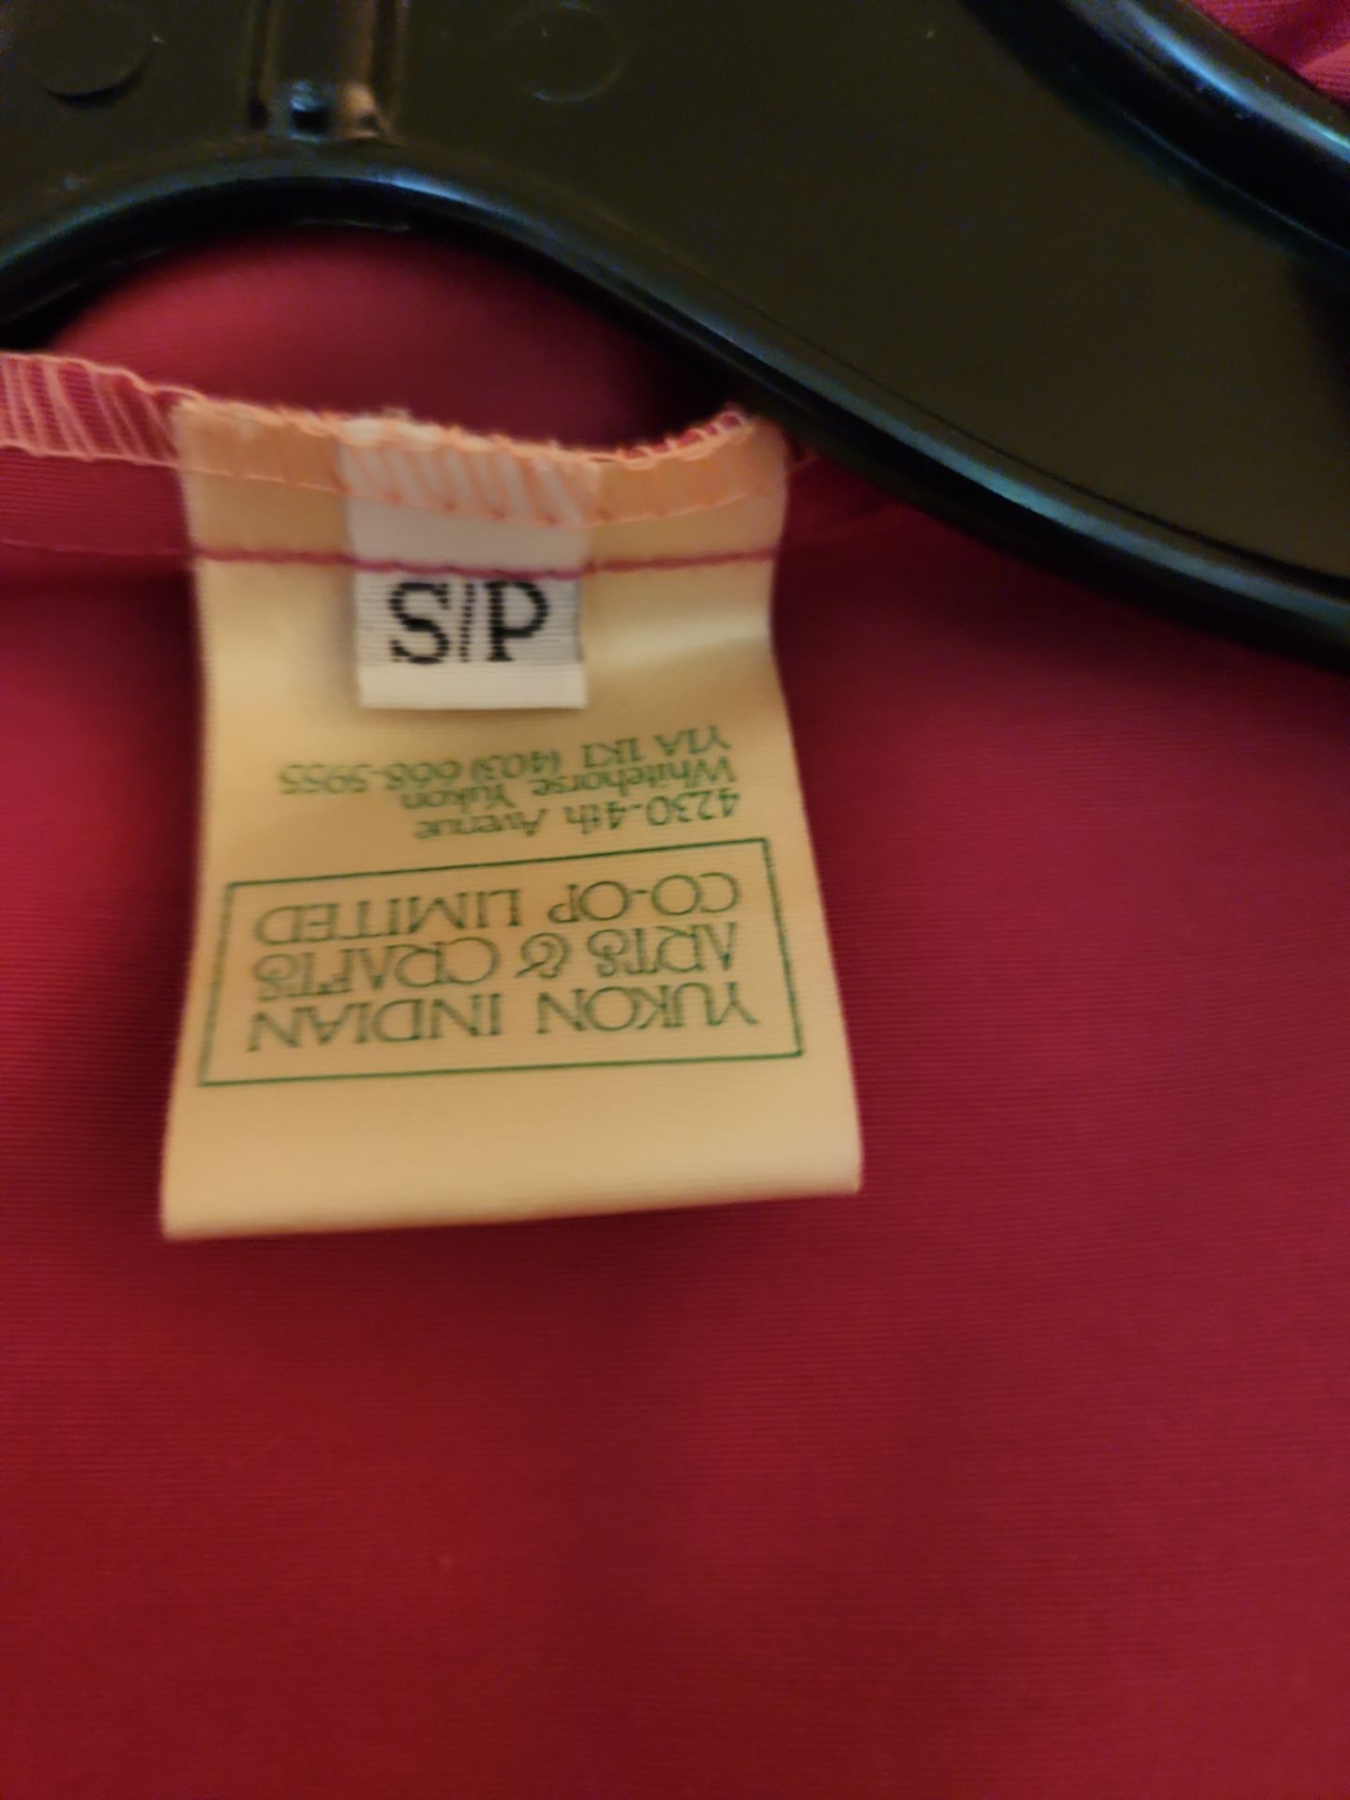 S/P
YUKON INDIAN
ARTS & CRAFTS
CO-OP LIMITED
4230-4th Avenue
Whitehorse, Yukon
Y1A 1K1 (403) 668-5955